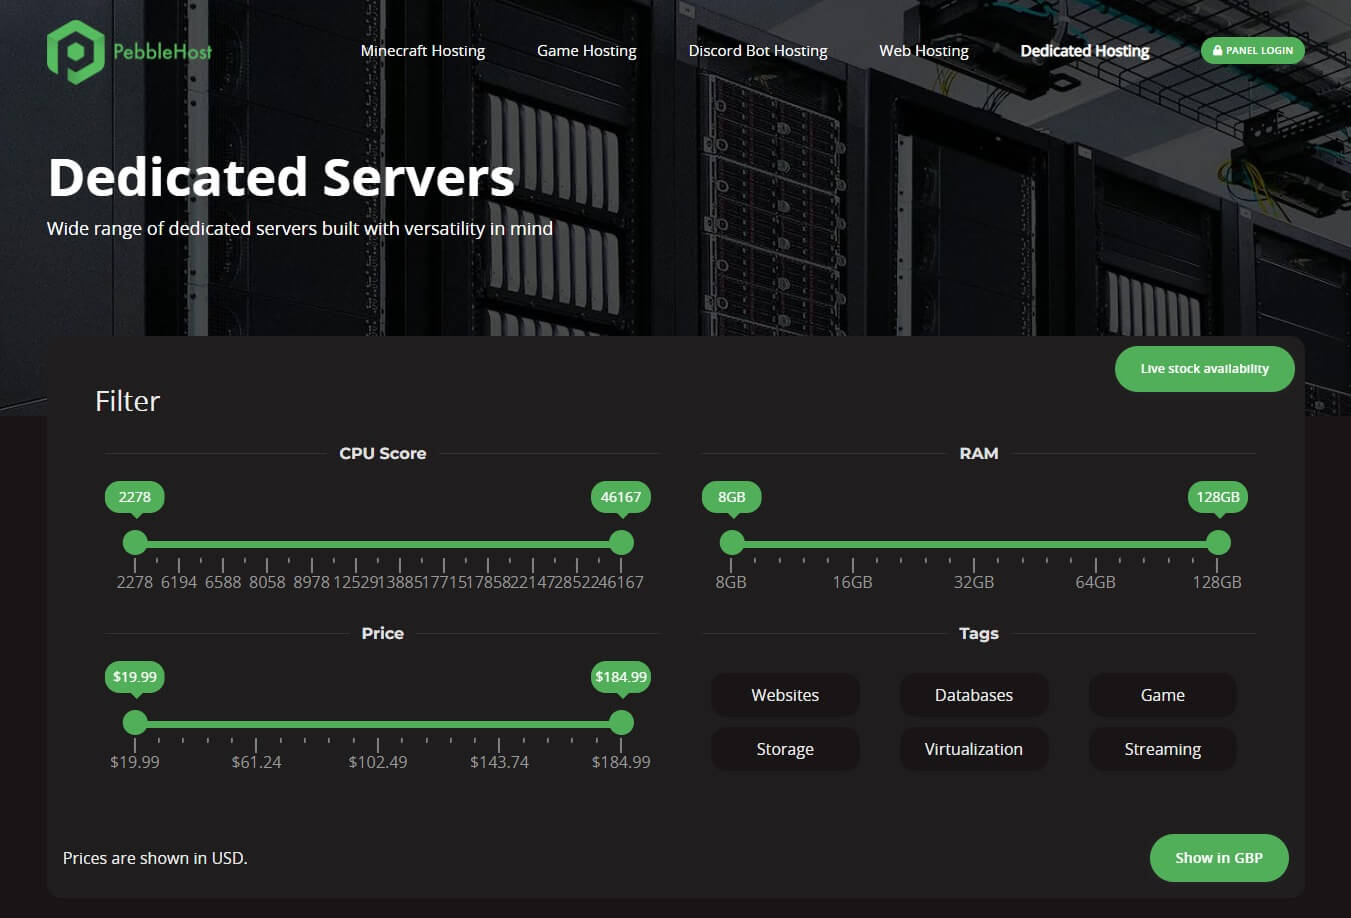 PebbleHost
Minecraft Hosting Game Hosting Discord Bot Hosting Web Hosting Dedicated Hosting PANEL LOGIN
Dedicated Servers
Wide range of dedicated servers built with versatility in mind
Live stock availability
Filter
CPU Score
2278 46167
2278 6194 6588 8058 8978 12529 13885 17715 17858 22147 28522 46167
RAM
8GB 128GB
8GB 16GB 32GB 64GB 128GB
Price
$19.99 $184.99
$19.99 $61.24 $102.49 $143.74 $184.99
Tags
Websites Databases Game
Storage Virtualization Streaming
Prices are shown in USD.
Show in GBP